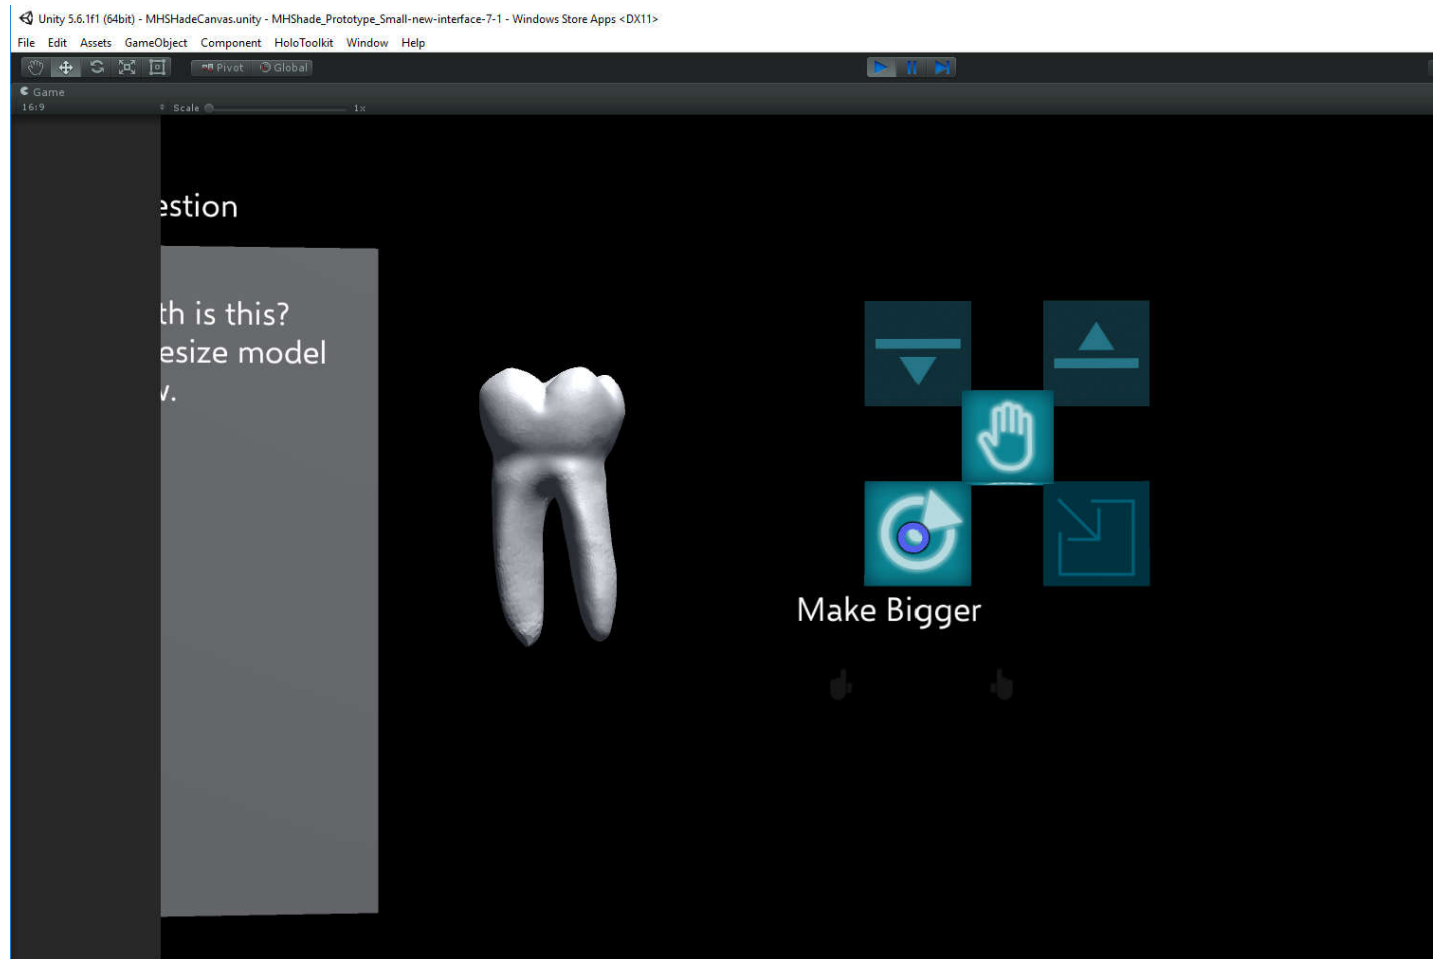 Unity 5.6.1f1 (64bit) - MHSHadeCanvas.unity - MHShade_Prototype_Small-new-interface-7-1 - Windows Store Apps <DX11>
File Edit Assets GameObject Component HoloToolkit Window Help
Pivot Global
Game
16:9 Scale 1x
estion
th is this?
esize model
v.
Make Bigger